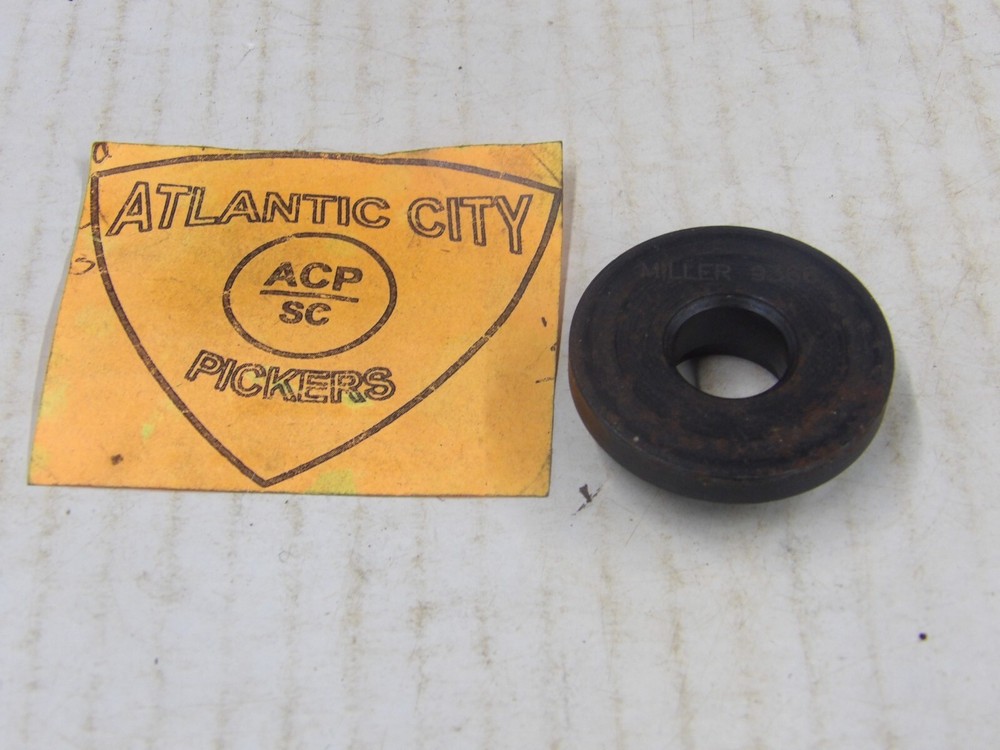 ATLANTIC CITY
ACP
SC
PICKERS
MILLER